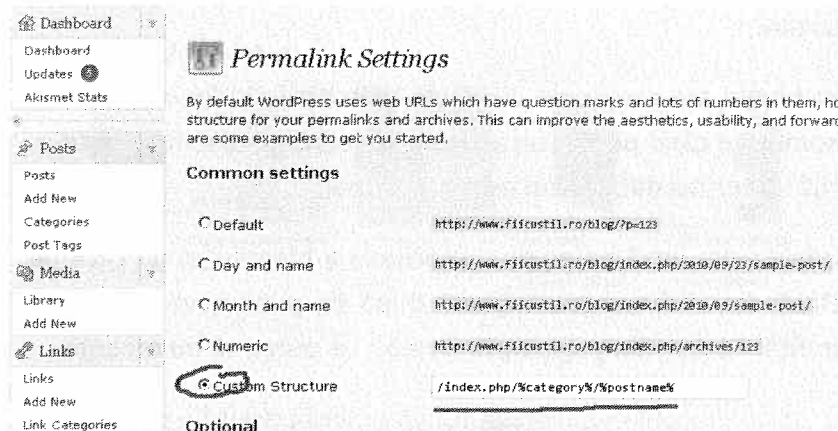 Dashboard
Dashboard
Updates
Akismet Stats
Posts
Posts
Add New
Categories
Post Tags
Media
Library
Add New
Links
Links
Add New
Link Categories
Permalink Settings
By default WordPress uses web URLs which have question marks and lots of numbers in them, ho
structure for your permalinks and archives. This can improve the aesthetics, usability, and forward
are some examples to get you started.
Common settings
Default http://www.fiicustil.ro/blog/?p=123
Day and name http://www.fiicustil.ro/blog/index.php/2010/09/23/sample-post/
Month and name http://www.fiicustil.ro/blog/index.php/2010/09/sample-post/
Numeric http://www.fiicustil.ro/blog/index.php/archives/123
Custom Structure /index.php/%category%/%postname%
Optional